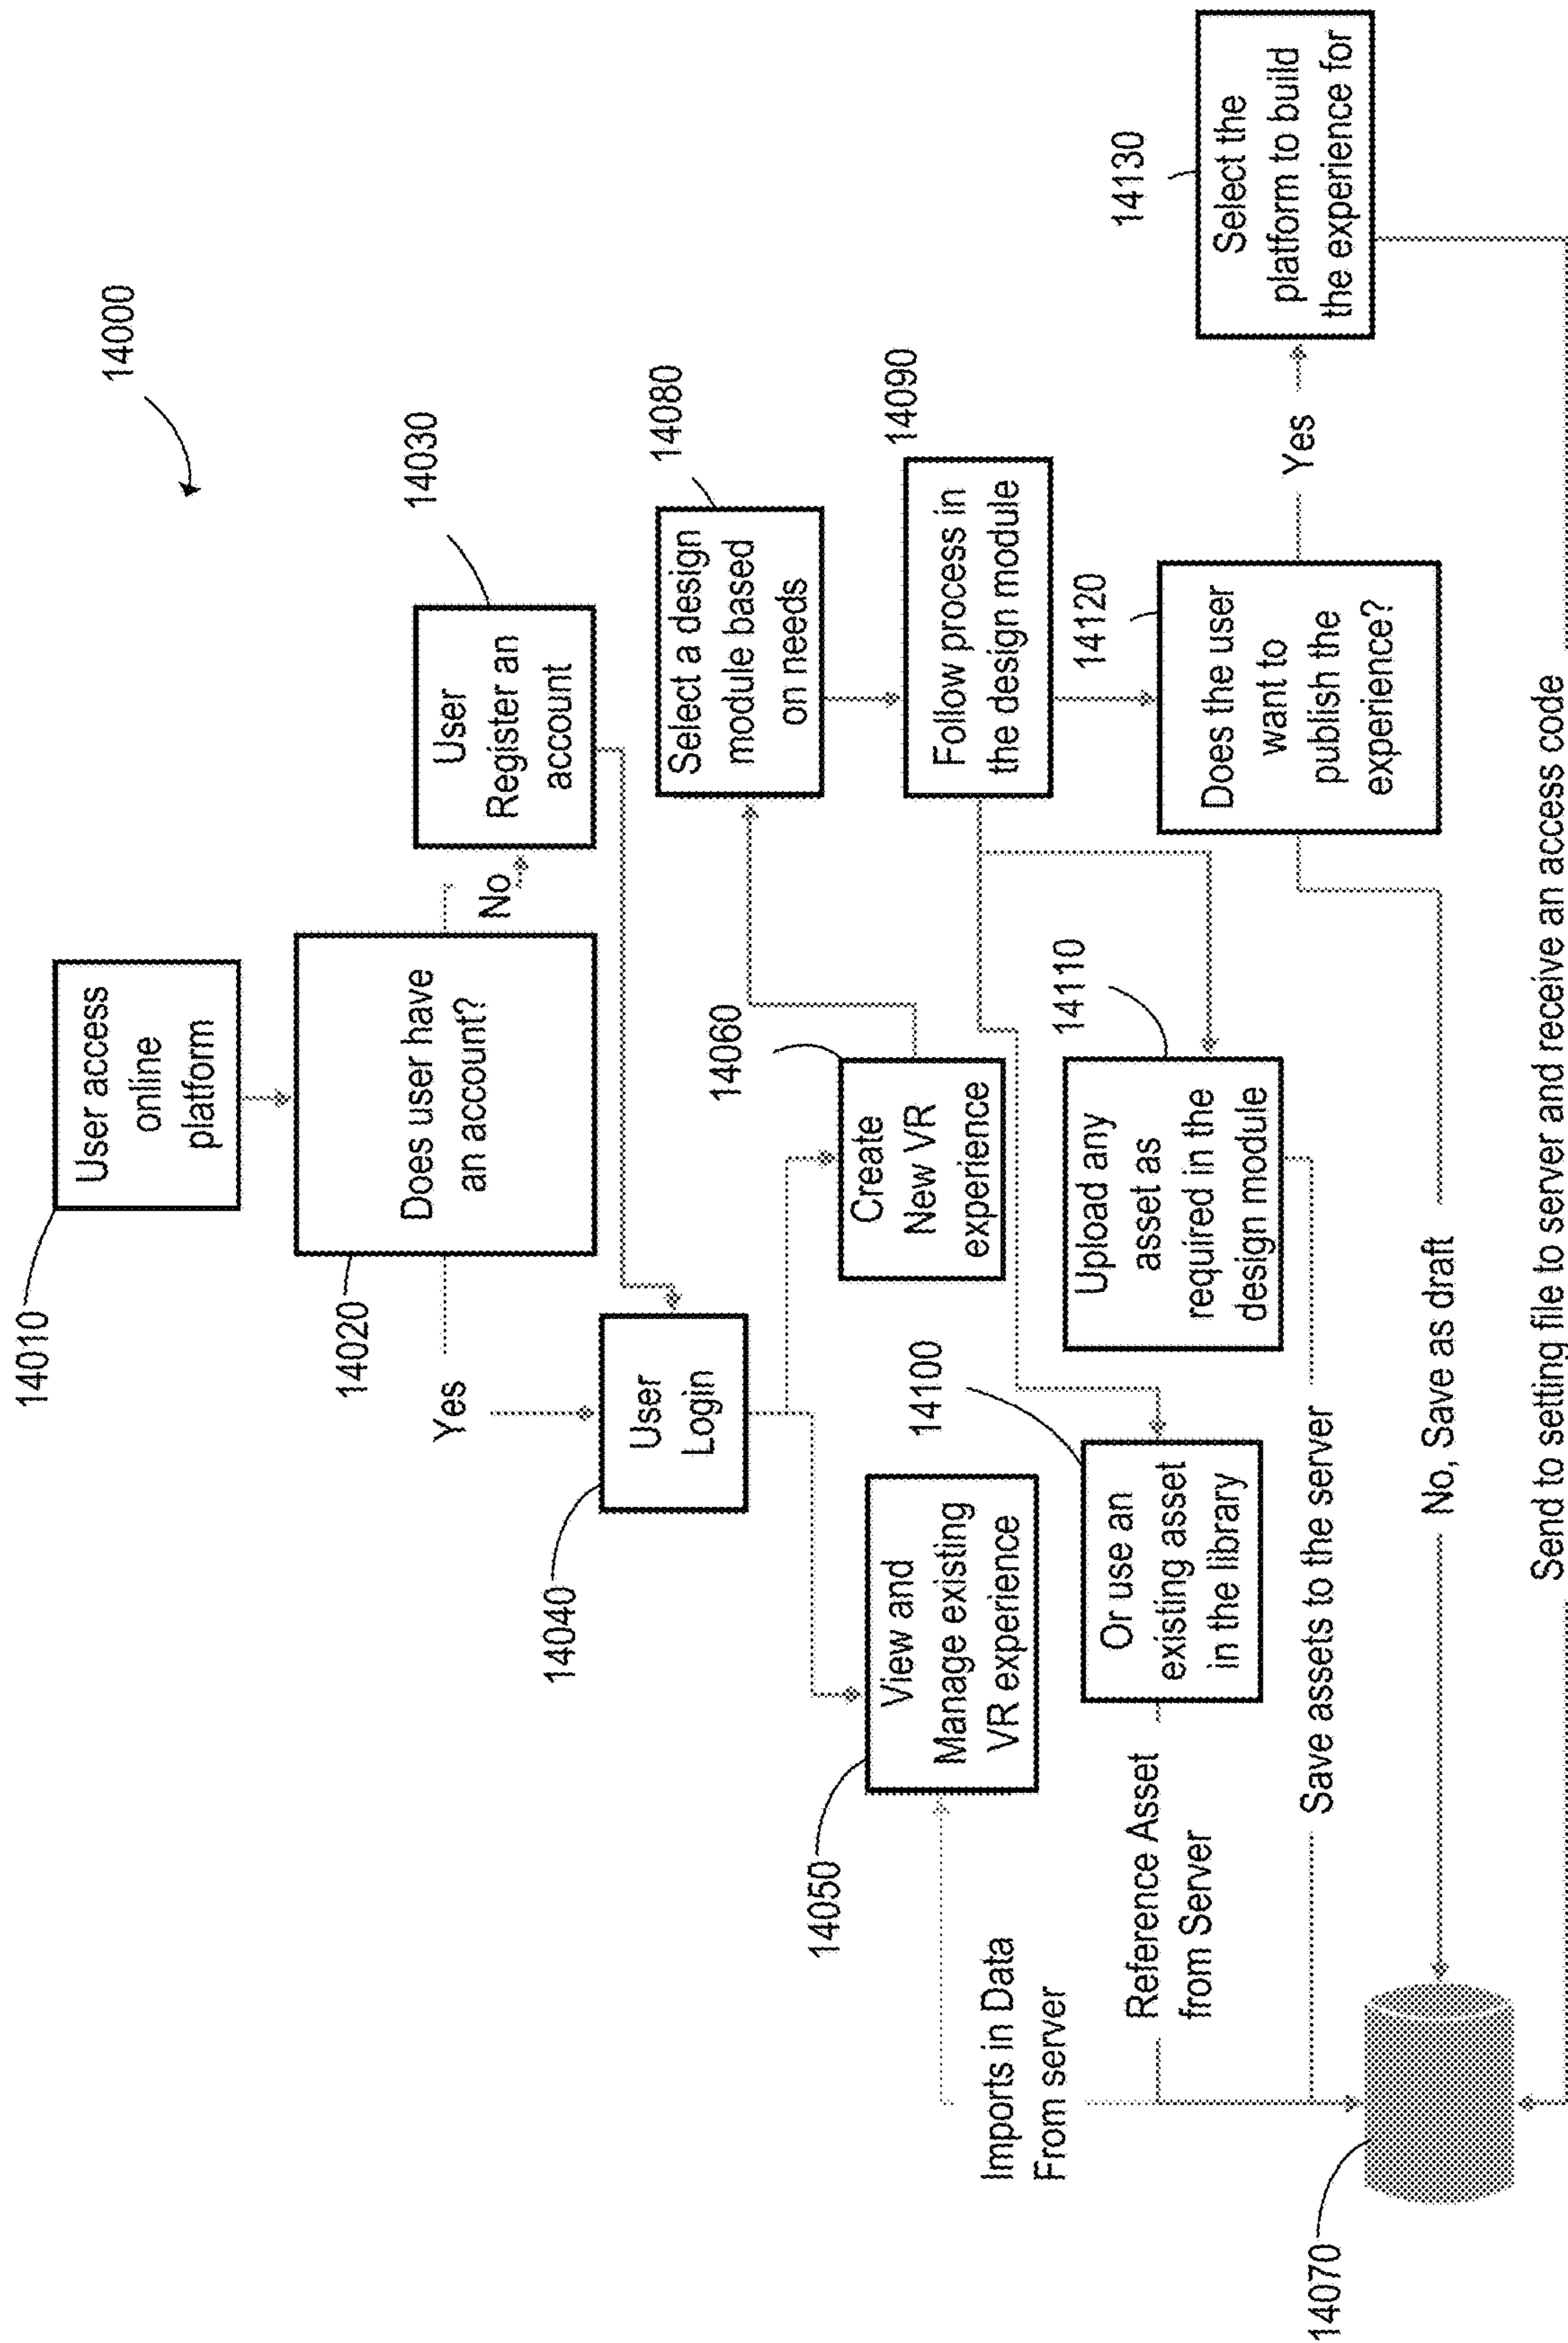 14000
14010
User access
online
platform
14020
Does user have
an account?
Yes
No
14030
User
Register an
account
14040
User
Login
14050
View and
Manage existing
VR experience
14060
Create
New VR
experience
14080
Select a design
module based
on needs
14090
Follow process in
the design module
14100
Or use an
existing asset
in the library
14110
Upload any
asset as
required in the
design module
14120
Does the user
want to
publish the
experience?
Yes
14130
Select the
platform to build
the experience for
Imports in Data
From server
Reference Asset
from Server
Save assets to the server
No, Save as draft
14070
Send to setting file to server and receive an access code